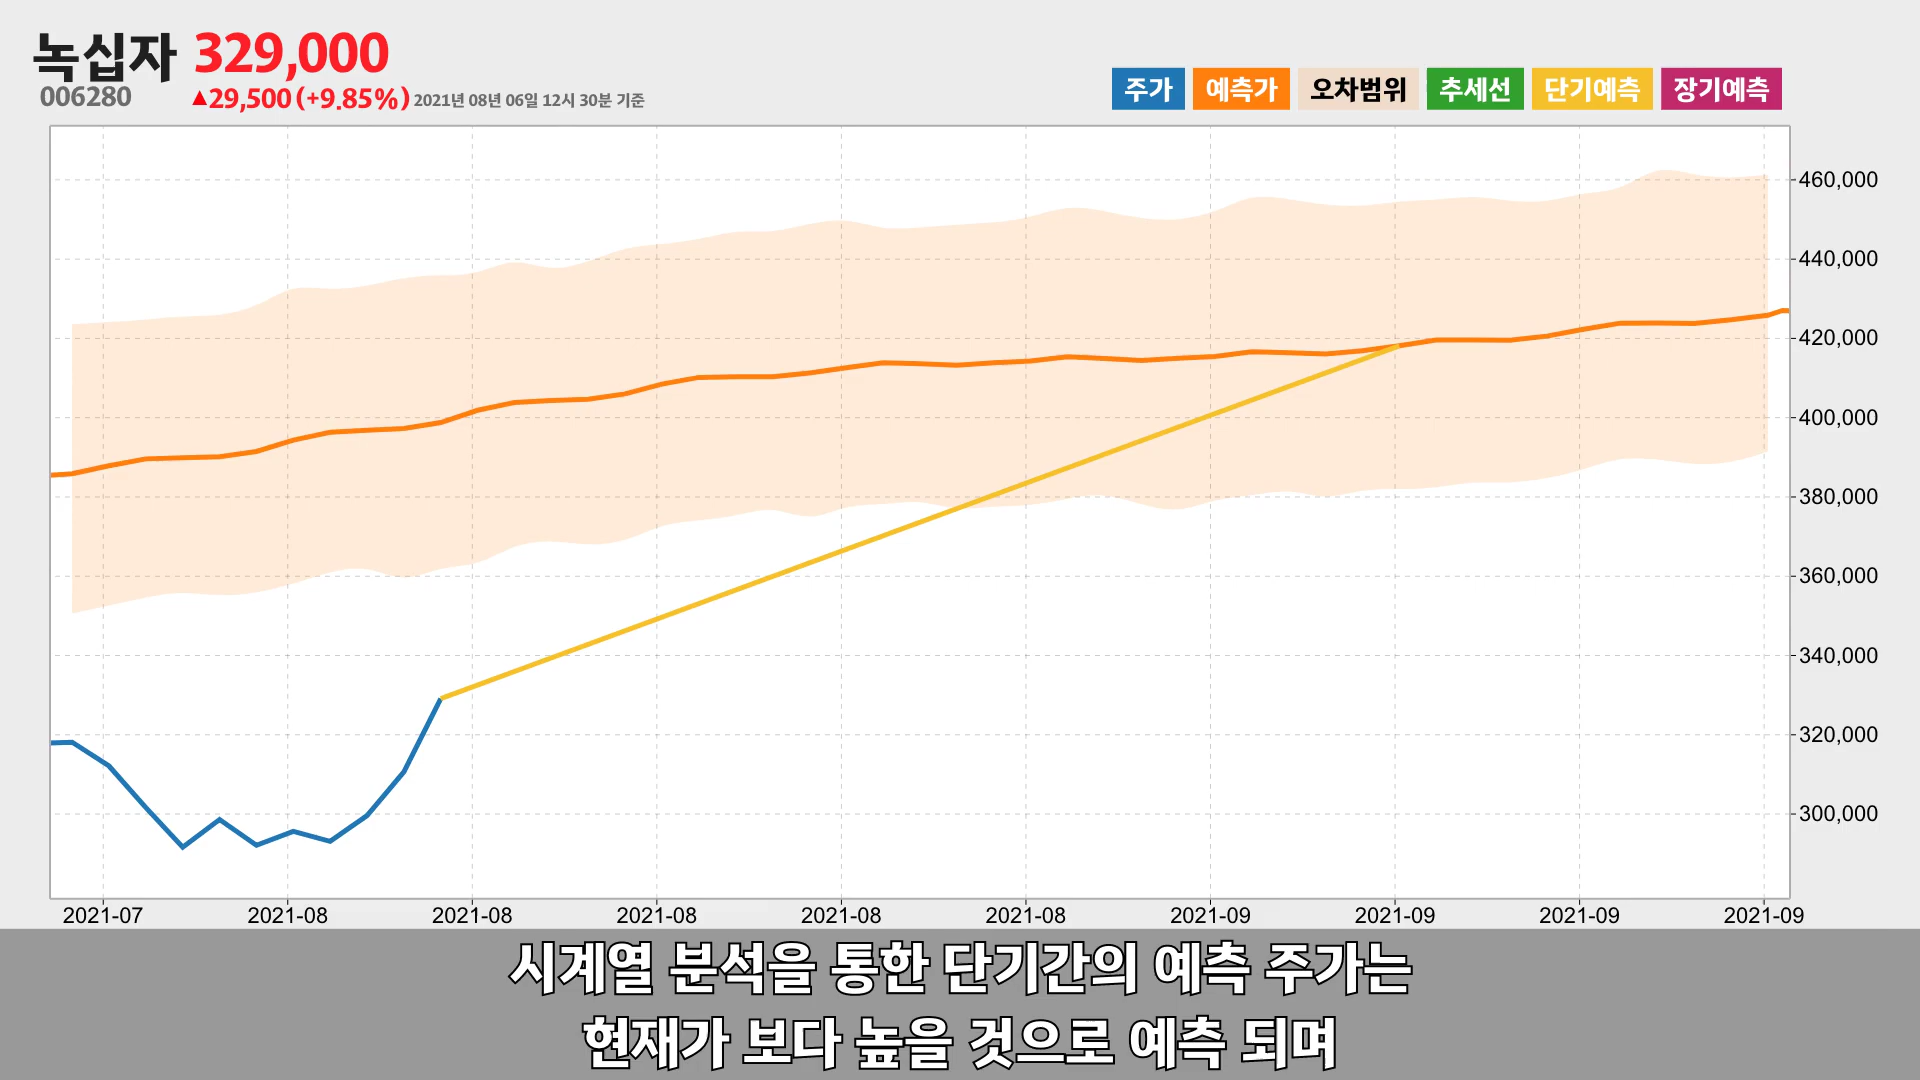 녹십자 329,000
006280 ▲29,500 (+9.85%) 2021년 08년 06일 12시 30분 기준
주가 예측가 오차범위 추세선 단기예측 장기예측
460,000
440,000
420,000
400,000
380,000
360,000
340,000
320,000
300,000
2021-07 2021-08 2021-08 2021-08 2021-08 2021-08 2021-09 2021-09 2021-09 2021-09
시계열 분석을 통한 단기간의 예측 주가는
현재가 보다 높을 것으로 예측 되며